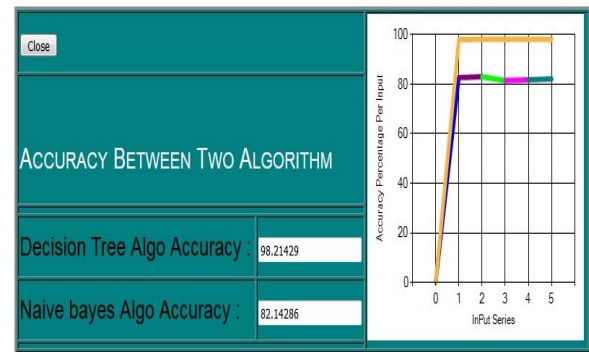 Close
ACCURACY BETWEEN TWO ALGORITHM
Decision Tree Algo Accuracy : 98.21429
Naive bayes Algo Accuracy : 82.14286
Accuracy Percentage Per Input
100
80
60
40
20
0
0 1 2 3 4 5
InPut Series